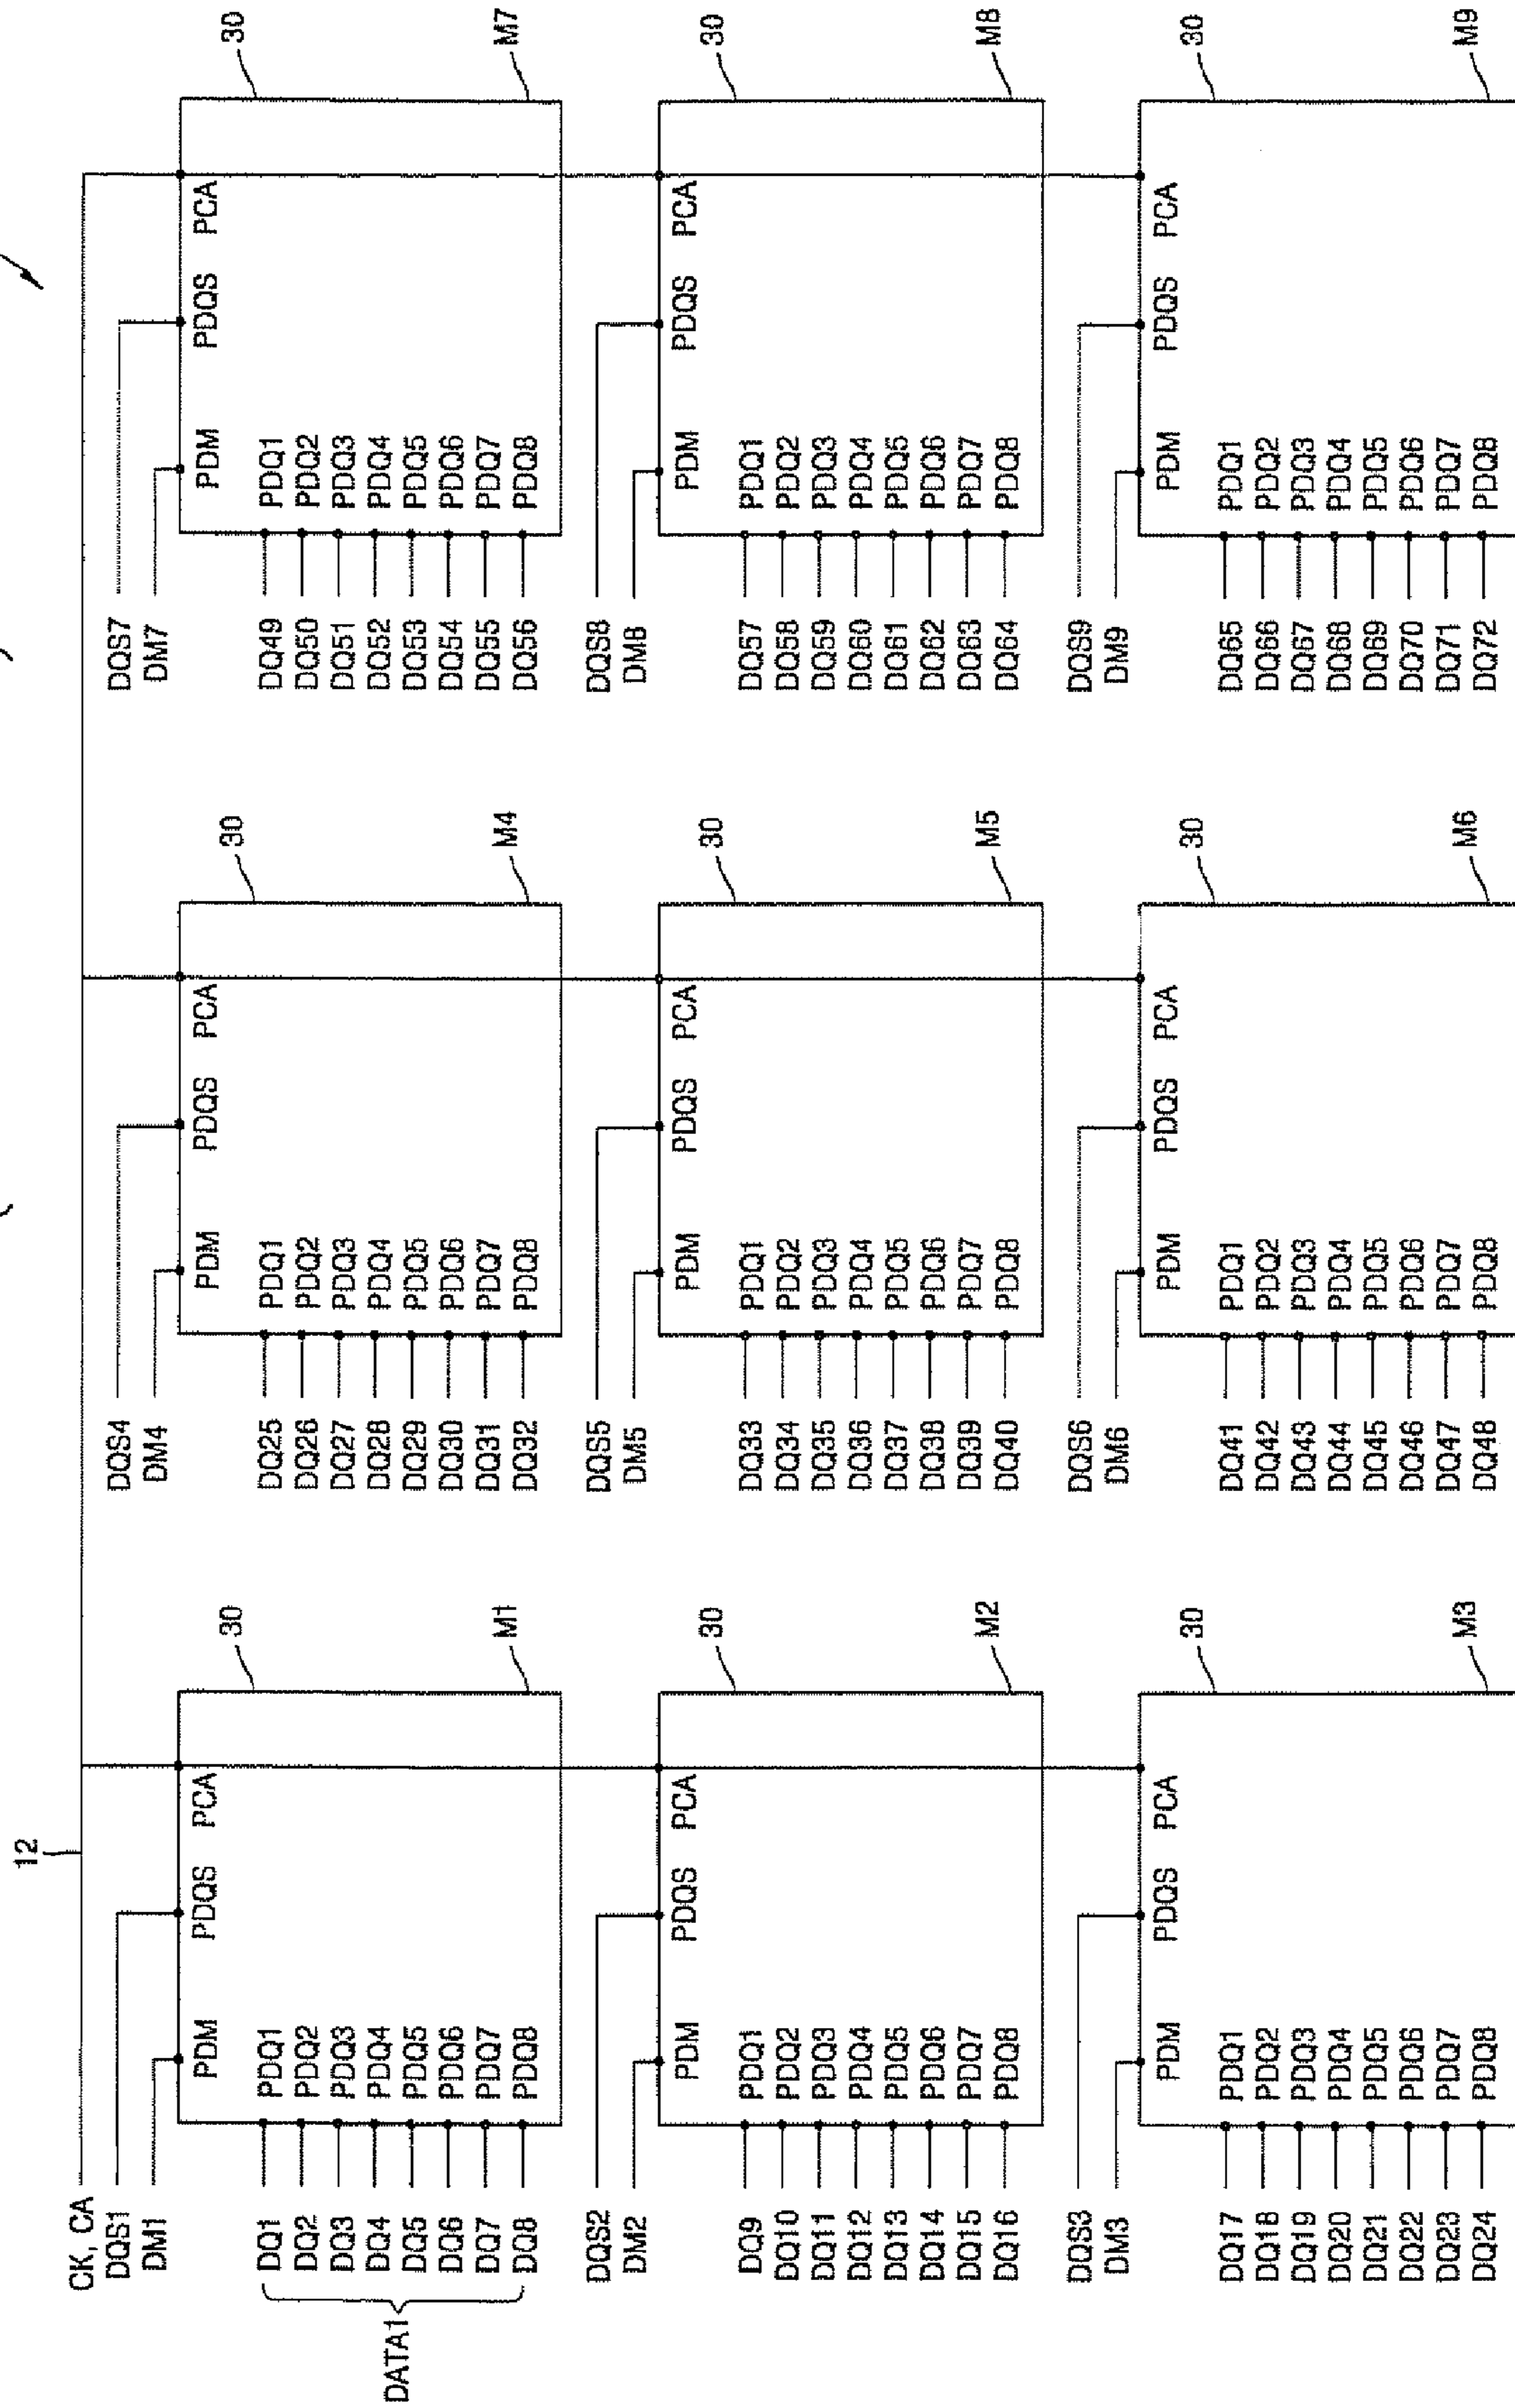 12
CK, CA
DQS1
DM1
PDM PDQS PCA
30
M1
DATA1
DQ1 PDQ1
DQ2 PDQ2
DQ3 PDQ3
DQ4 PDQ4
DQ5 PDQ5
DQ6 PDQ6
DQ7 PDQ7
DQ8 PDQ8
DQS4
DM4
PDM PDQS PCA
30
M4
DQ25 PDQ1
DQ26 PDQ2
DQ27 PDQ3
DQ28 PDQ4
DQ29 PDQ5
DQ30 PDQ6
DQ31 PDQ7
DQ32 PDQ8
DQS7
DM7
PDM PDQS PCA
30
M7
DQ49 PDQ1
DQ50 PDQ2
DQ51 PDQ3
DQ52 PDQ4
DQ53 PDQ5
DQ54 PDQ6
DQ55 PDQ7
DQ56 PDQ8
DQS2
DM2
PDM PDQS PCA
30
M2
DQ9 PDQ1
DQ10 PDQ2
DQ11 PDQ3
DQ12 PDQ4
DQ13 PDQ5
DQ14 PDQ6
DQ15 PDQ7
DQ16 PDQ8
DQS5
DM5
PDM PDQS PCA
30
M5
DQ33 PDQ1
DQ34 PDQ2
DQ35 PDQ3
DQ36 PDQ4
DQ37 PDQ5
DQ38 PDQ6
DQ39 PDQ7
DQ40 PDQ8
DQS8
DM8
PDM PDQS PCA
30
M8
DQ57 PDQ1
DQ58 PDQ2
DQ59 PDQ3
DQ60 PDQ4
DQ61 PDQ5
DQ62 PDQ6
DQ63 PDQ7
DQ64 PDQ8
DQS3
DM3
PDM PDQS PCA
30
M3
DQ17 PDQ1
DQ18 PDQ2
DQ19 PDQ3
DQ20 PDQ4
DQ21 PDQ5
DQ22 PDQ6
DQ23 PDQ7
DQ24 PDQ8
DQS6
DM6
PDM PDQS PCA
30
M6
DQ41 PDQ1
DQ42 PDQ2
DQ43 PDQ3
DQ44 PDQ4
DQ45 PDQ5
DQ46 PDQ6
DQ47 PDQ7
DQ48 PDQ8
DQS9
DM9
PDM PDQS PCA
30
M9
DQ65 PDQ1
DQ66 PDQ2
DQ67 PDQ3
DQ68 PDQ4
DQ69 PDQ5
DQ70 PDQ6
DQ71 PDQ7
DQ72 PDQ8